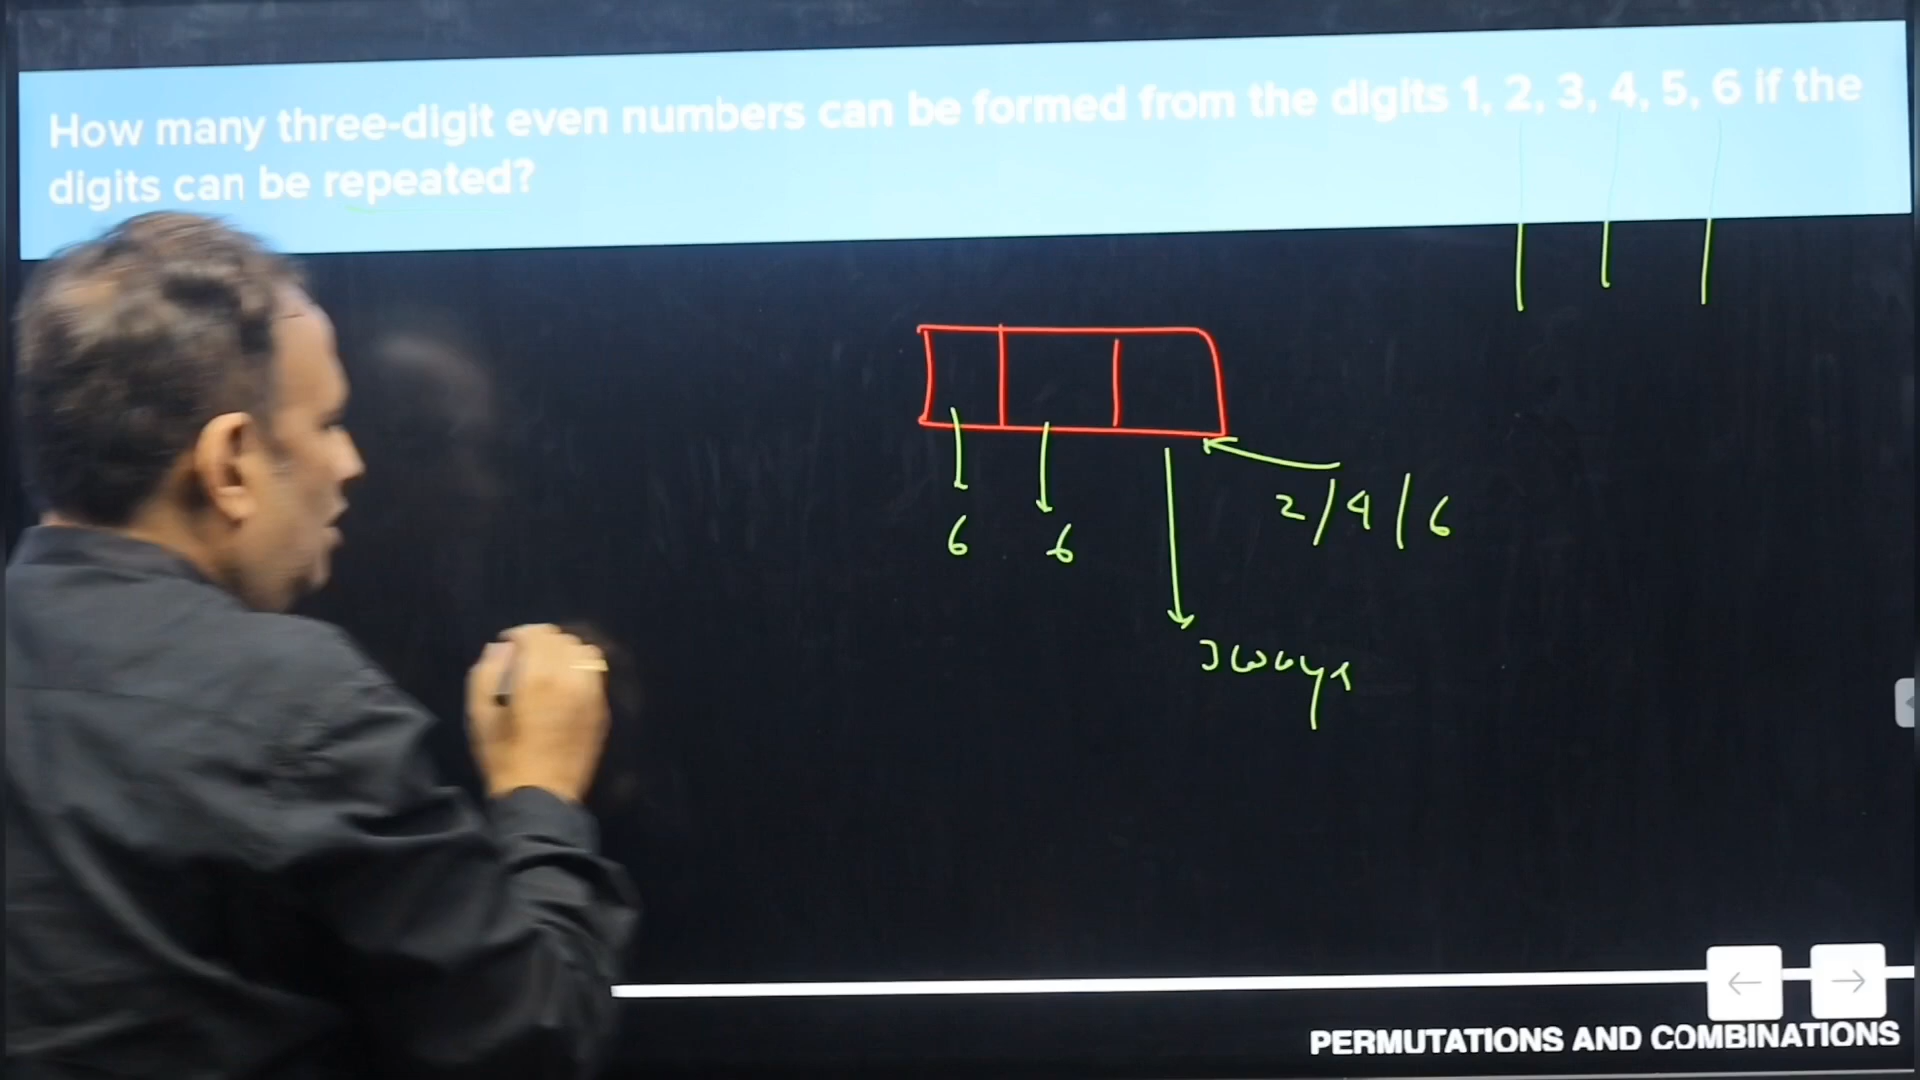 How many three-digit even numbers can be formed from the digits 1, 2, 3, 4, 5, 6 if the
digits can be repeated?
2/4/6
6 6
3 ways
PERMUTATIONS AND COMBINATIONS